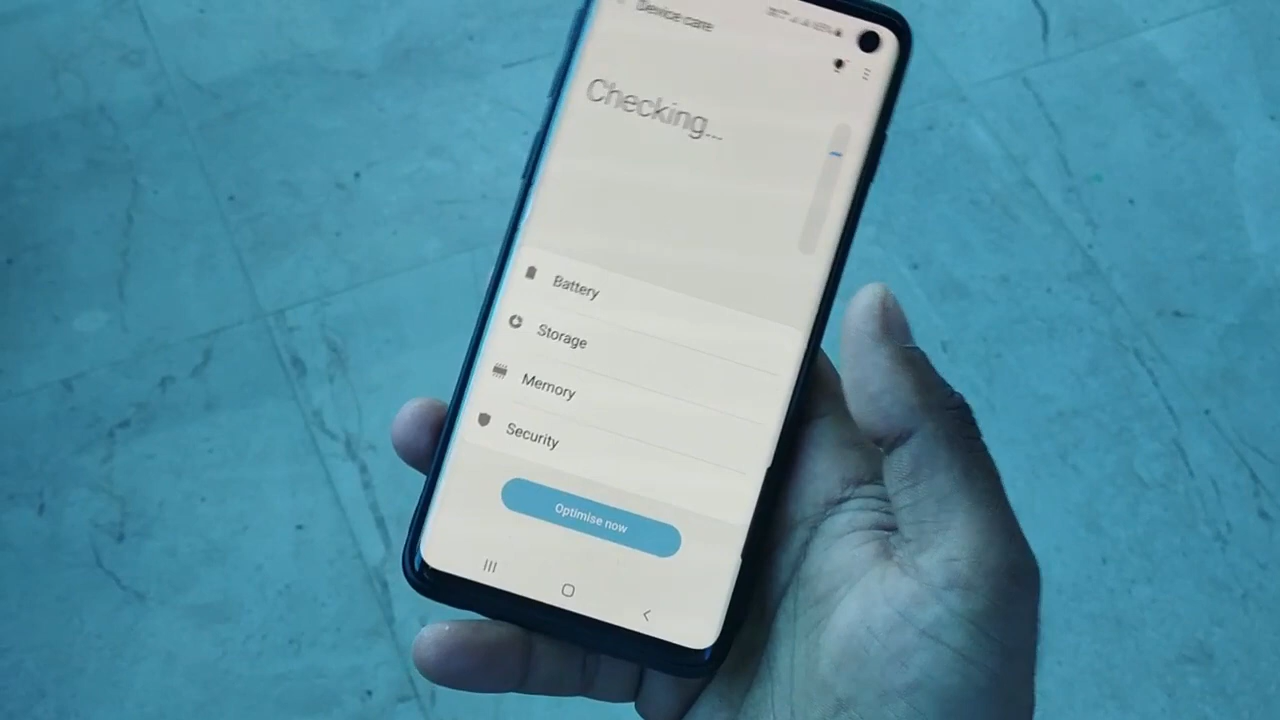 Device care
Checking...
Battery
Storage
Memory
Security
Optimise now